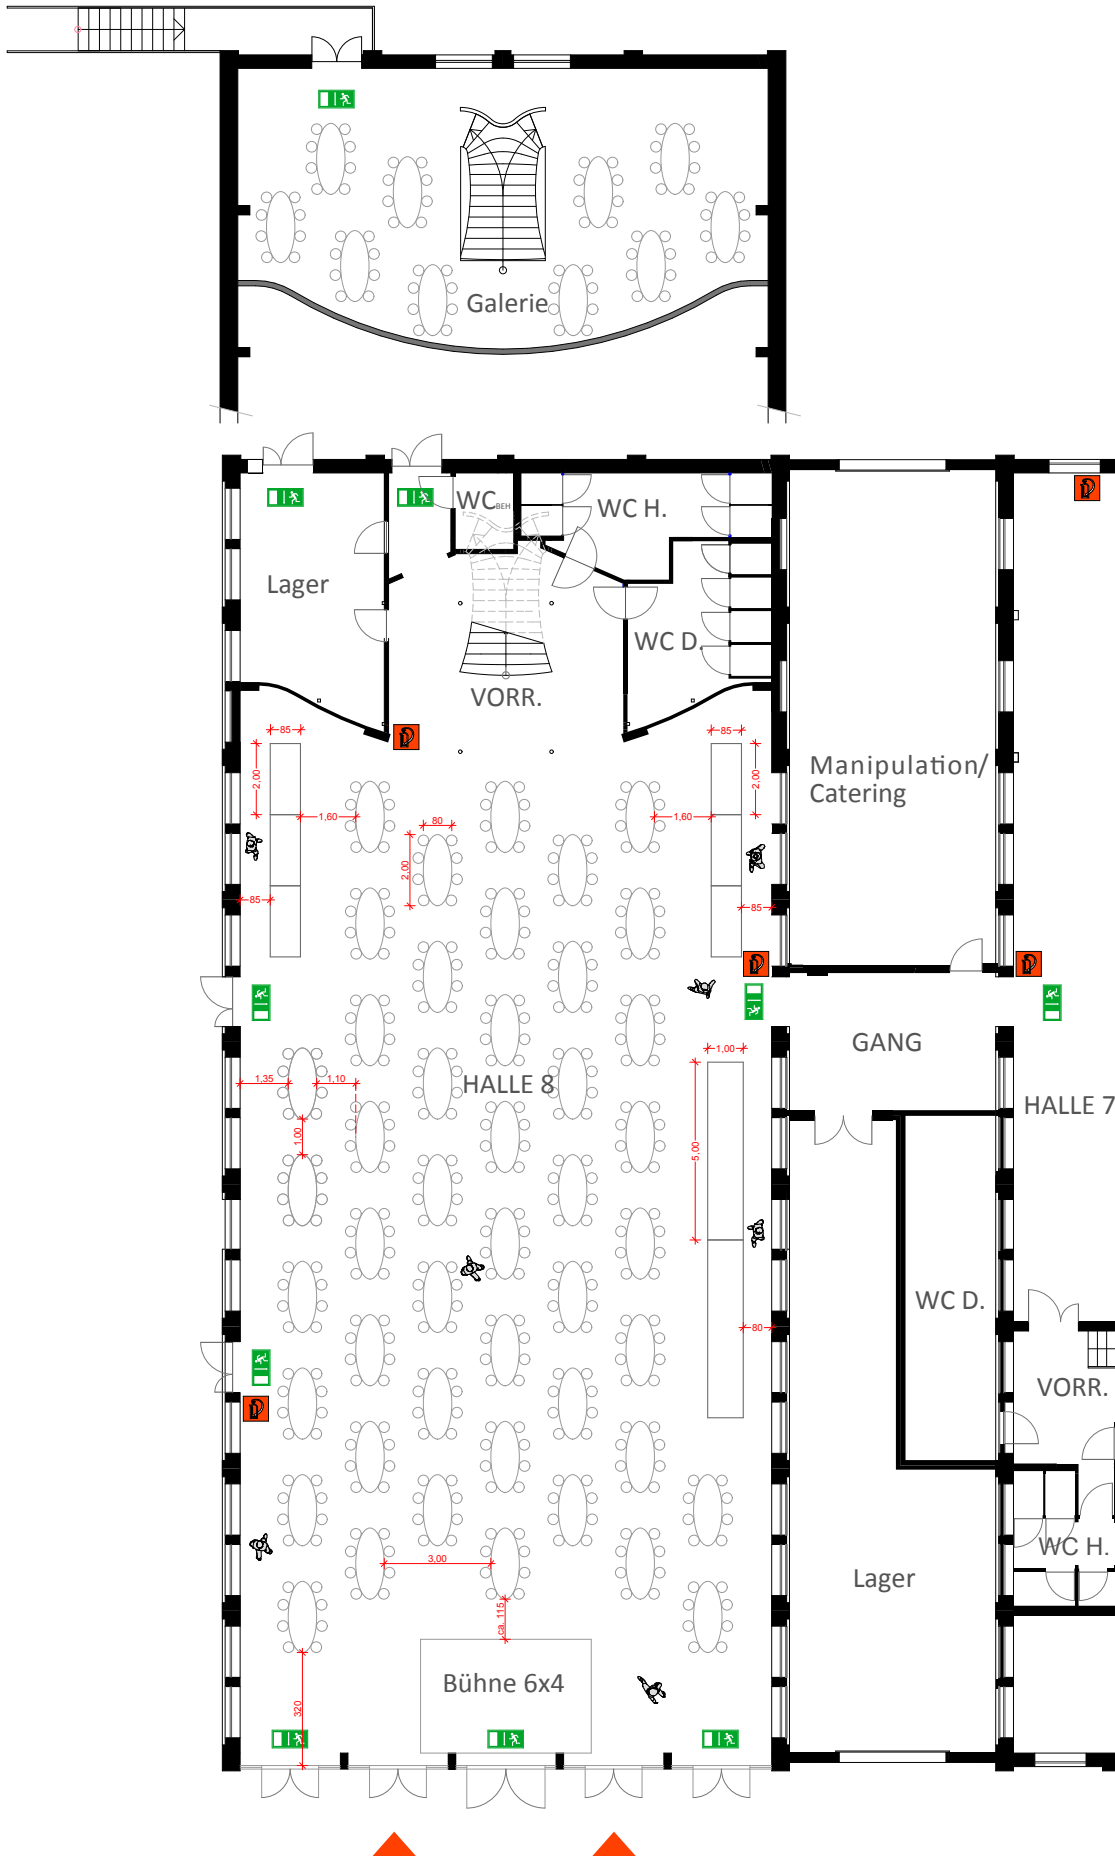 Galerie
WC BEH
WC H.
Lager
WC D.
VORR.
85
85
2,00
2,00
Manipulation/
Catering
1,60
80
1,60
2,00
85
85
GANG
1,00
HALLE 8
1,35
1,10
HALLE 7
1,00
5,00
WC D.
80
VORR.
WC H.
3,00
Lager
ca. 115
Bühne 6x4
320